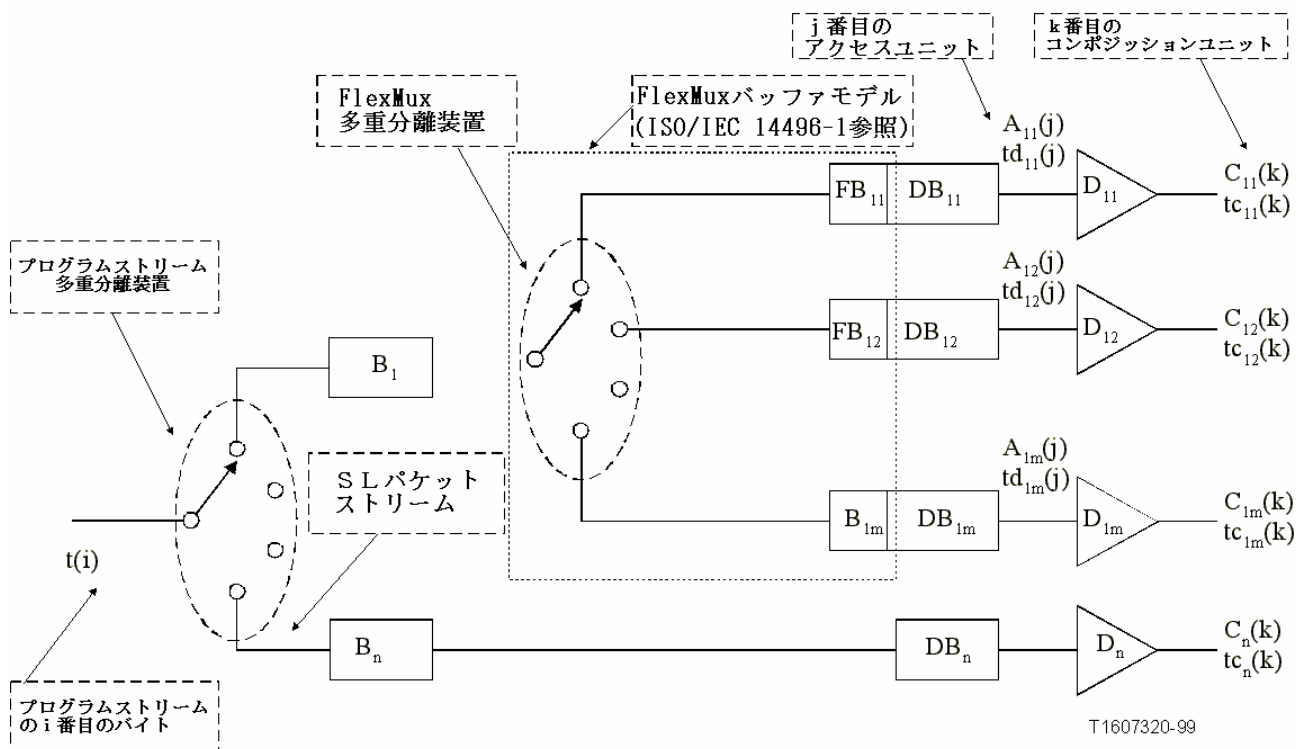 j番目の
アクセスユニット
k番目の
コンポジッションユニット
FlexMux
多重分離装置
FlexMuxバッファモデル
(ISO/IEC 14496-1参照)
A11(j)
td11(j)
FB11
DB11
D11
C11(k)
tc11(k)
プログラムストリーム
多重分離装置
A12(j)
td12(j)
FB12
DB12
D12
C12(k)
tc12(k)
B1
SLパケット
ストリーム
A1m(j)
td1m(j)
B1m
DB1m
D1m
C1m(k)
tc1m(k)
t(i)
Bn
DBn
Dn
Cn(k)
tcn(k)
プログラムストリーム
のi番目のバイト
T1607320-99